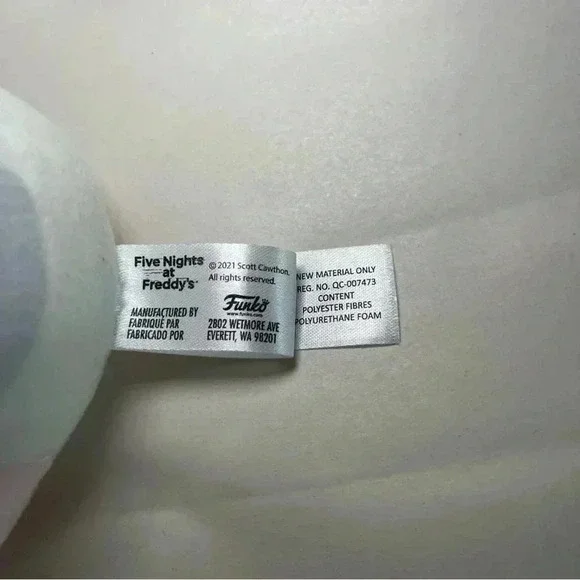 Five Nights
at
Freddy's™
©2021 Scott Cawthon.
All rights reserved.
Funko
www.funko.com
MANUFACTURED BY
FABRIQUÉ PAR
FABRICADO POR
2802 WETMORE AVE
EVERETT, WA 98201
NEW MATERIAL ONLY
REG. NO. QC-007473
CONTENT
POLYESTER FIBRES
POLYURETHANE FOAM